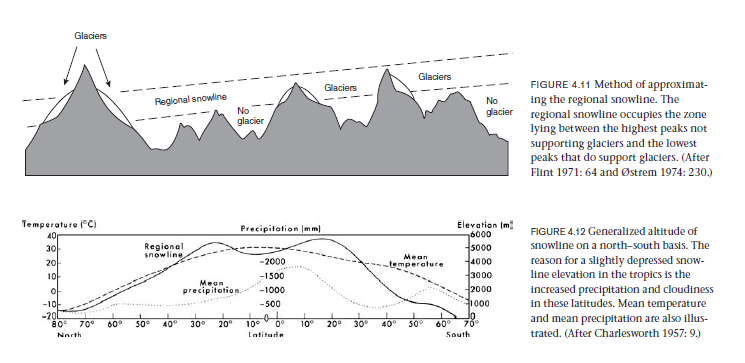 Glaciers
Regional snowline
No
glacier
Glaciers
Glaciers
No
glacier
FIGURE 4.11 Method of approximat-
ing the regional snowline. The
regional snowline occupies the zone
lying between the highest peaks not
supporting glaciers and the lowest
peaks that do support glaciers. (After
Flint 1971: 64 and Østrem 1974: 230.)
Temperature (°C)
Precipitation (mm)
Elevation (m)
40
30
20
10
0
-10
-20
Regional
snowline
Mean
precipitation
-2000
-1500
-1000
-500
0
Mean
temperature
6000
5000
4000
3000
2000
1000
0
80° 70° 60° 50° 40° 30° 20° 10° 0° 10° 20° 30° 40° 50° 60° 70°
North
Latitude
South
FIGURE 4.12 Generalized altitude of
snowline on a north–south basis. The
reason for a slightly depressed snow-
line elevation in the tropics is the
increased precipitation and cloudiness
in these latitudes. Mean temperature
and mean precipitation are also illus-
trated. (After Charlesworth 1957: 9.)